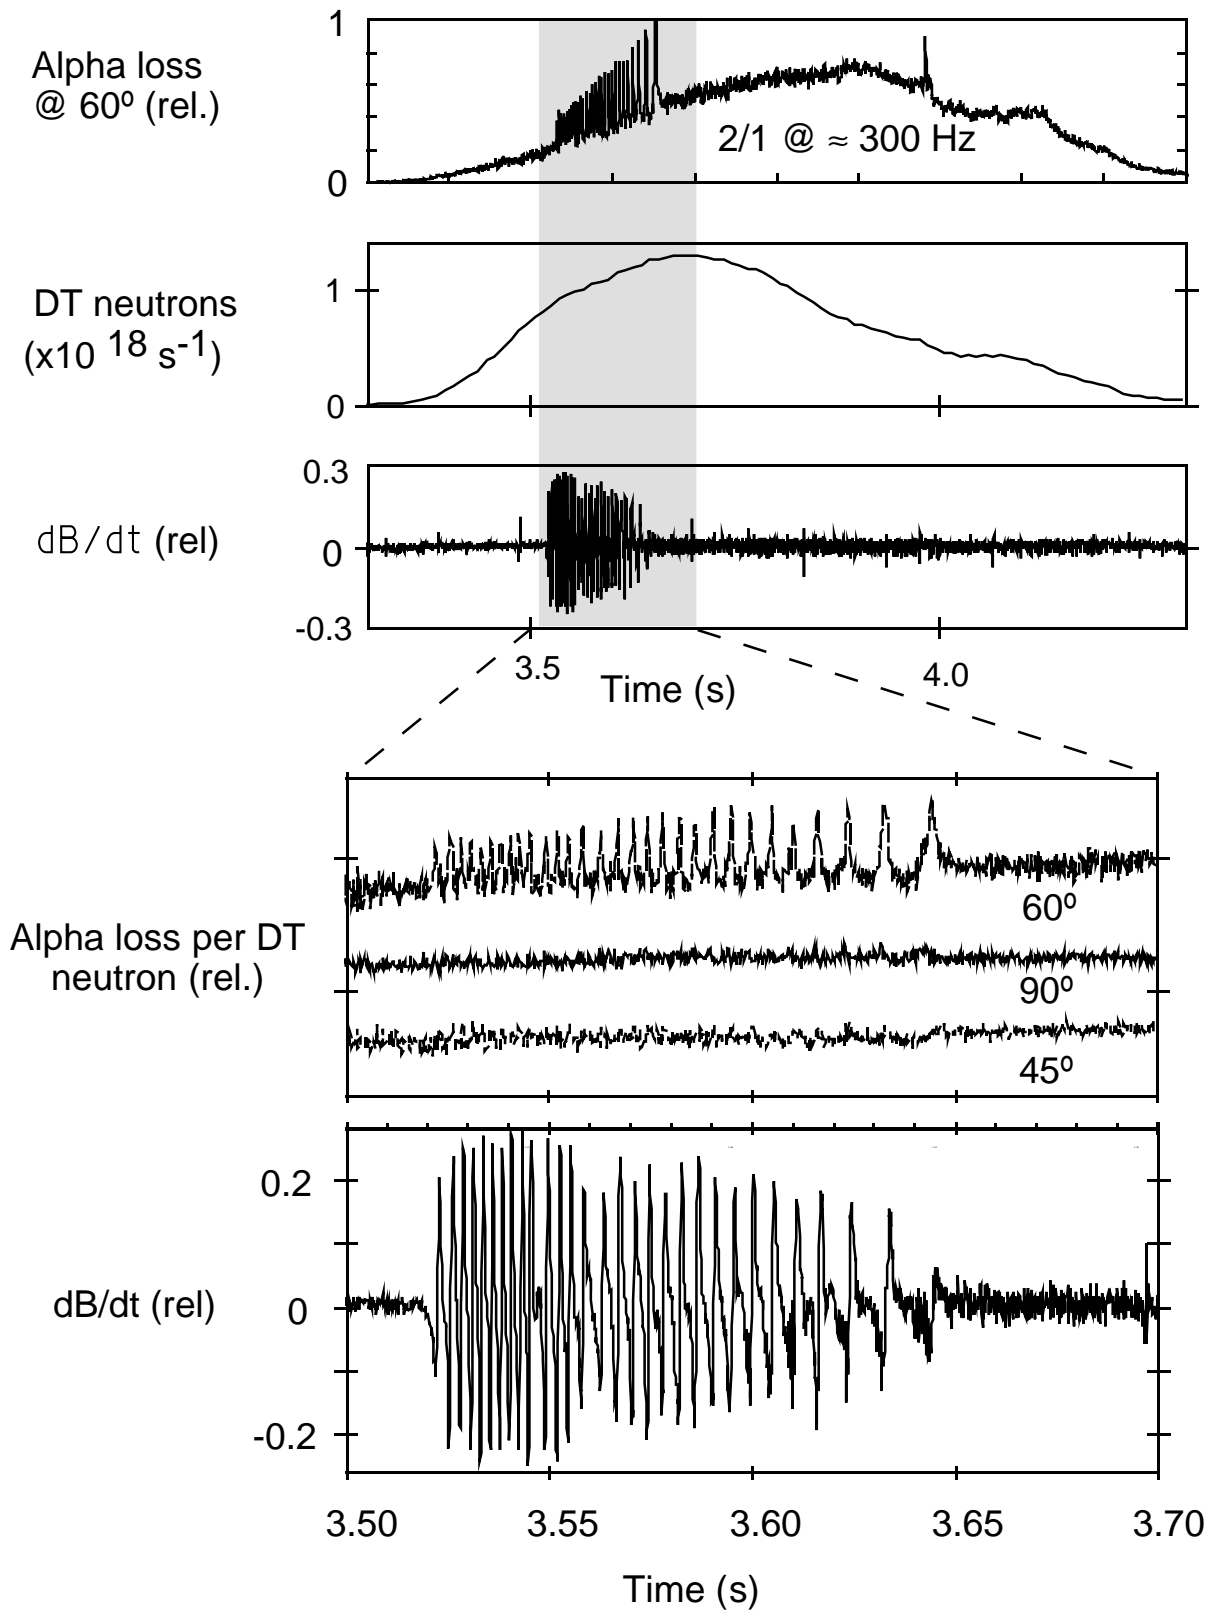 1
Alpha loss
@ 60º (rel.)
2/1 @ ≈ 300 Hz
0
1
DT neutrons
(x10 18 s-1)
0
0.3
dB/dt (rel)
0
-0.3
3.5
4.0
Time (s)
60º
Alpha loss per DT
neutron (rel.)
90º
45º
0.2
dB/dt (rel)
0
-0.2
3.50
3.55
3.60
3.65
3.70
Time (s)